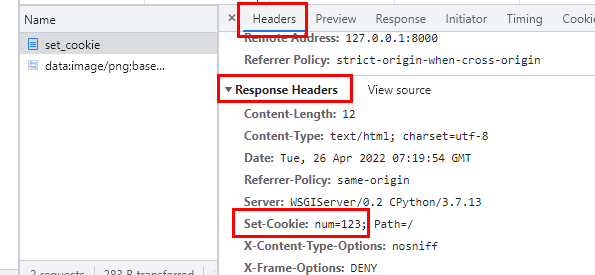 Name
set_cookie
data:image/png;base...
2 requests
283 B transferred
Headers Preview Response Initiator Timing Cookie
Remote Address: 127.0.0.1:8000
Referrer Policy: strict-origin-when-cross-origin
Response Headers View source
Content-Length: 12
Content-Type: text/html; charset=utf-8
Date: Tue, 26 Apr 2022 07:19:54 GMT
Referrer-Policy: same-origin
Server: WSGIServer/0.2 CPython/3.7.13
Set-Cookie: num=123; Path=/
X-Content-Type-Options: nosniff
X-Frame-Options: DENY